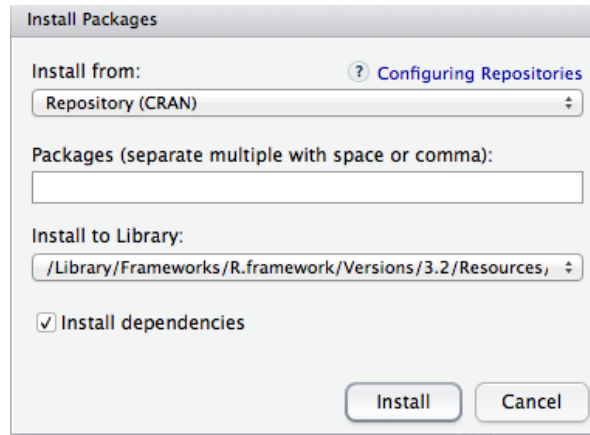 Install Packages
Install from:
? Configuring Repositories
Repository (CRAN)
Packages (separate multiple with space or comma):
Install to Library:
/Library/Frameworks/R.framework/Versions/3.2/Resources/
Install dependencies
Install
Cancel